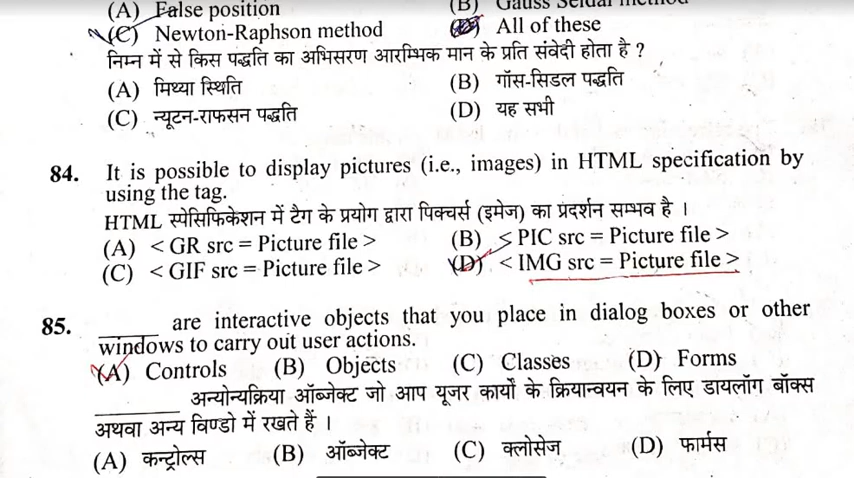 (A) False position (B) Gauss Seidal method
(C) Newton-Raphson method (D) All of these
निम्न में से किस पद्धति का अभिसरण आरम्भिक मान के प्रति संवेदी होता है ?
(A) मिथ्या स्थिति (B) गॉस-सिडल पद्धति
(C) न्यूटन-राफसन पद्धति (D) यह सभी
84. It is possible to display pictures (i.e., images) in HTML specification by
using the tag.
HTML स्पेसिफिकेशन में टैग के प्रयोग द्वारा पिक्चर्स (इमेज) का प्रदर्शन सम्भव है ।
(A) < GR src = Picture file > (B) < PIC src = Picture file >
(C) < GIF src = Picture file > (D) < IMG src = Picture file >
85. ______ are interactive objects that you place in dialog boxes or other
windows to carry out user actions.
(A) Controls (B) Objects (C) Classes (D) Forms
________ अन्योन्यक्रिया ऑब्जेक्ट जो आप यूजर कार्यों के क्रियान्वयन के लिए डायलॉग बॉक्स
अथवा अन्य विण्डो में रखते हैं ।
(A) कन्ट्रोल्स (B) ऑब्जेक्ट (C) क्लोसेज (D) फार्मस